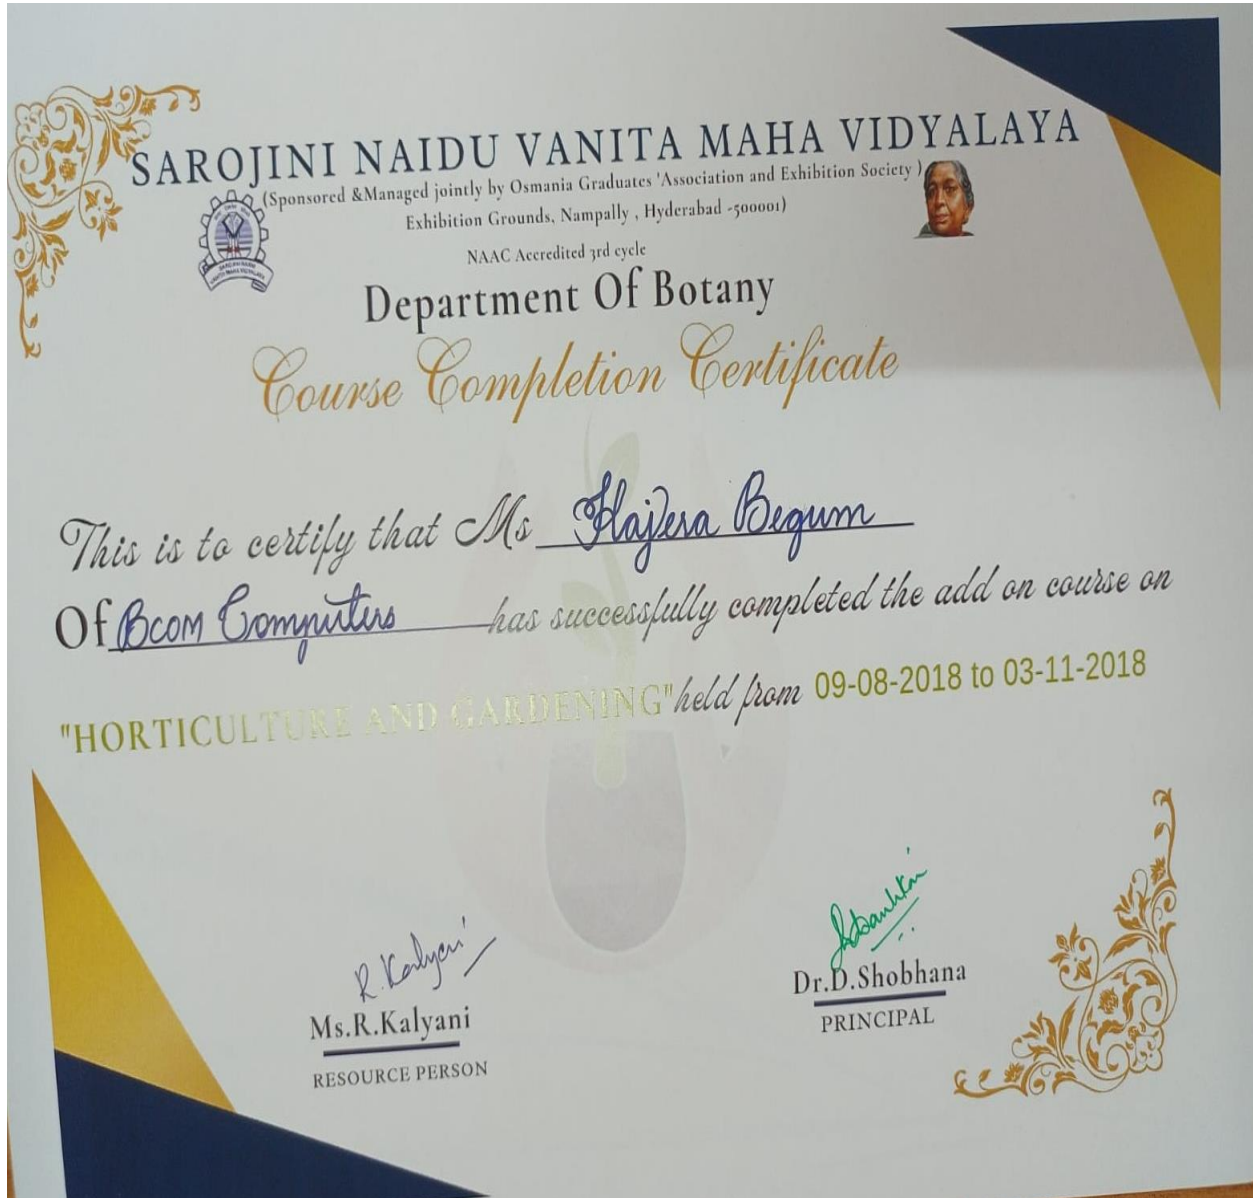 SAROJINI NAIDU VANITA MAHA VIDYALAYA
(Sponsored &Managed jointly by Osmania Graduates 'Association and Exhibition Society )
Exhibition Grounds, Nampally , Hyderabad -500001)
NAAC Accredited 3rd cycle
Department Of Botany
Course Completion Certificate
This is to certify that Ms Hajera Begum
Of Bcom Computers has successfully completed the add on course on
"HORTICULTURE AND GARDENING" held from 09-08-2018 to 03-11-2018
R. Kalyani
Ms.R.Kalyani
RESOURCE PERSON
Dr.D.Shobhana
PRINCIPAL